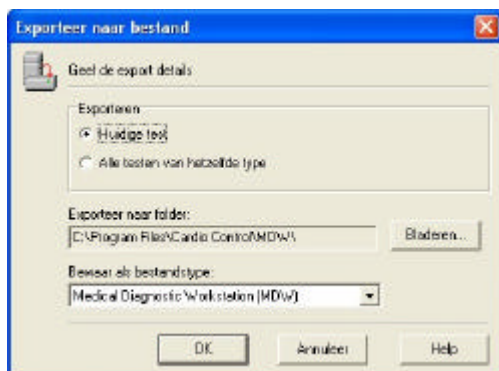 Exporteer naar bestand
Geef de export details
Exporteren
Huidige test
Alle testen van hetzelfde type
Exporteer naar folder:
C:\Program Files\Cardio Control\MDW\
Bladeren...
Bewaar als bestandstype:
Medical Diagnostic Workstation (MDW)
OK
Annuleer
Help